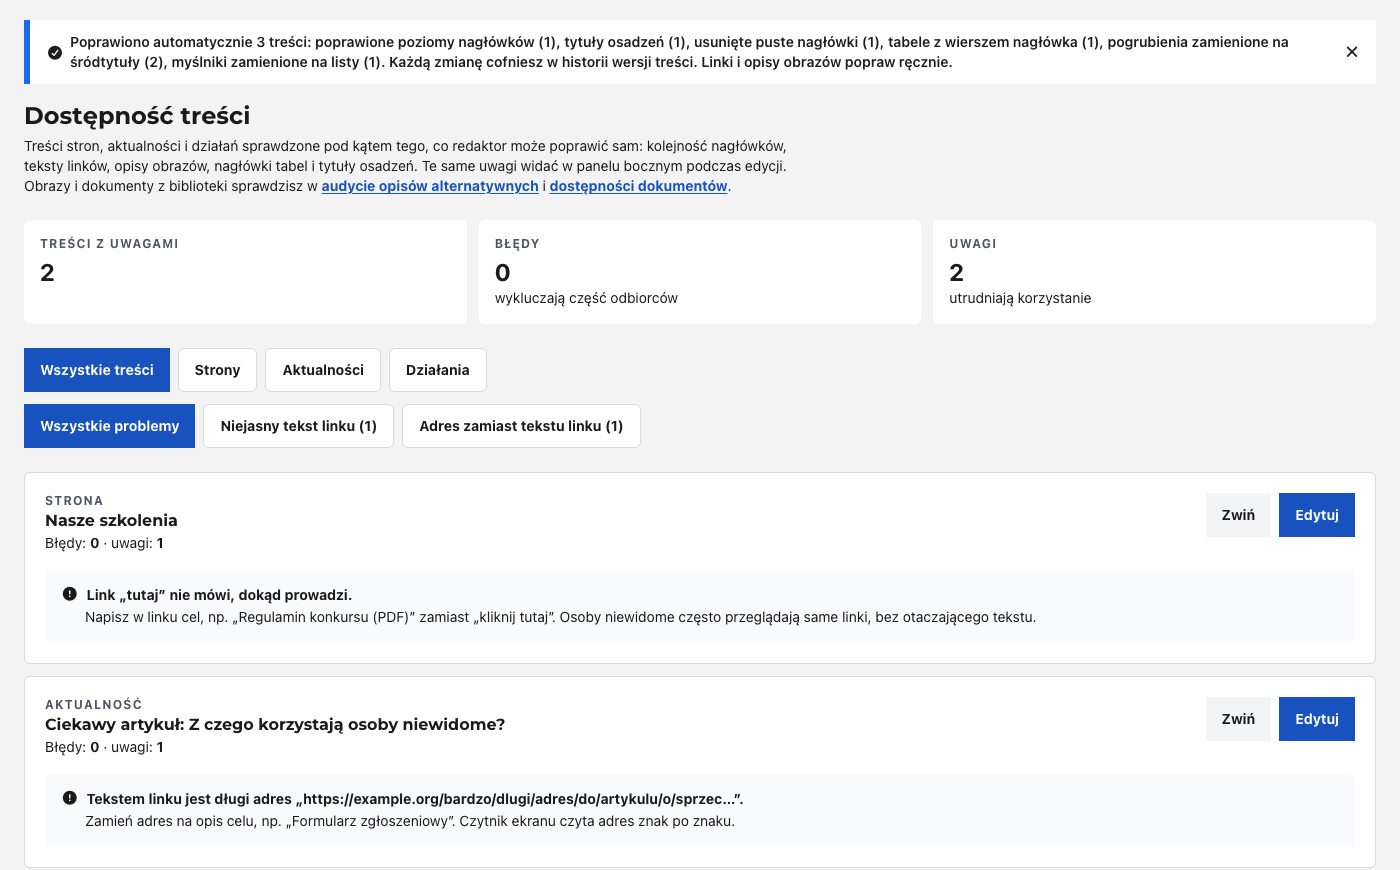 Poprawiono automatycznie 3 treści: poprawione poziomy nagłówków (1), tytuły osadzeń (1), usunięte puste nagłówki (1), tabele z wierszem nagłówka (1), pogrubienia zamienione na
śródtytuły (2), myślniki zamienione na listy (1). Każdą zmianę cofniesz w historii wersji treści. Linki i opisy obrazów popraw ręcznie.
Dostępność treści
Treści stron, aktualności i działań sprawdzone pod kątem tego, co redaktor może poprawić sam: kolejność nagłówków,
teksty linków, opisy obrazów, nagłówki tabel i tytuły osadzeń. Te same uwagi widać w panelu bocznym podczas edycji.
Obrazy i dokumenty z biblioteki sprawdzisz w audycie opisów alternatywnych i dostępności dokumentów.
TREŚCI Z UWAGAMI
2
BŁĘDY
0
wykluczają część odbiorców
UWAGI
2
utrudniają korzystanie
Wszystkie treści
Strony
Aktualności
Działania
Wszystkie problemy
Niejasny tekst linku (1)
Adres zamiast tekstu linku (1)
STRONA
Nasze szkolenia
Błędy: 0 · uwagi: 1
Zwiń
Edytuj
Link „tutaj” nie mówi, dokąd prowadzi.
Napisz w linku cel, np. „Regulamin konkursu (PDF)” zamiast „kliknij tutaj”. Osoby niewidome często przeglądają same linki, bez otaczającego tekstu.
AKTUALNOŚĆ
Ciekawy artykuł: Z czego korzystają osoby niewidome?
Błędy: 0 · uwagi: 1
Zwiń
Edytuj
Tekstem linku jest długi adres „https://example.org/bardzo/dlugi/adres/do/artykulu/o/sprzec...”.
Zamień adres na opis celu, np. „Formularz zgłoszeniowy”. Czytnik ekranu czyta adres znak po znaku.